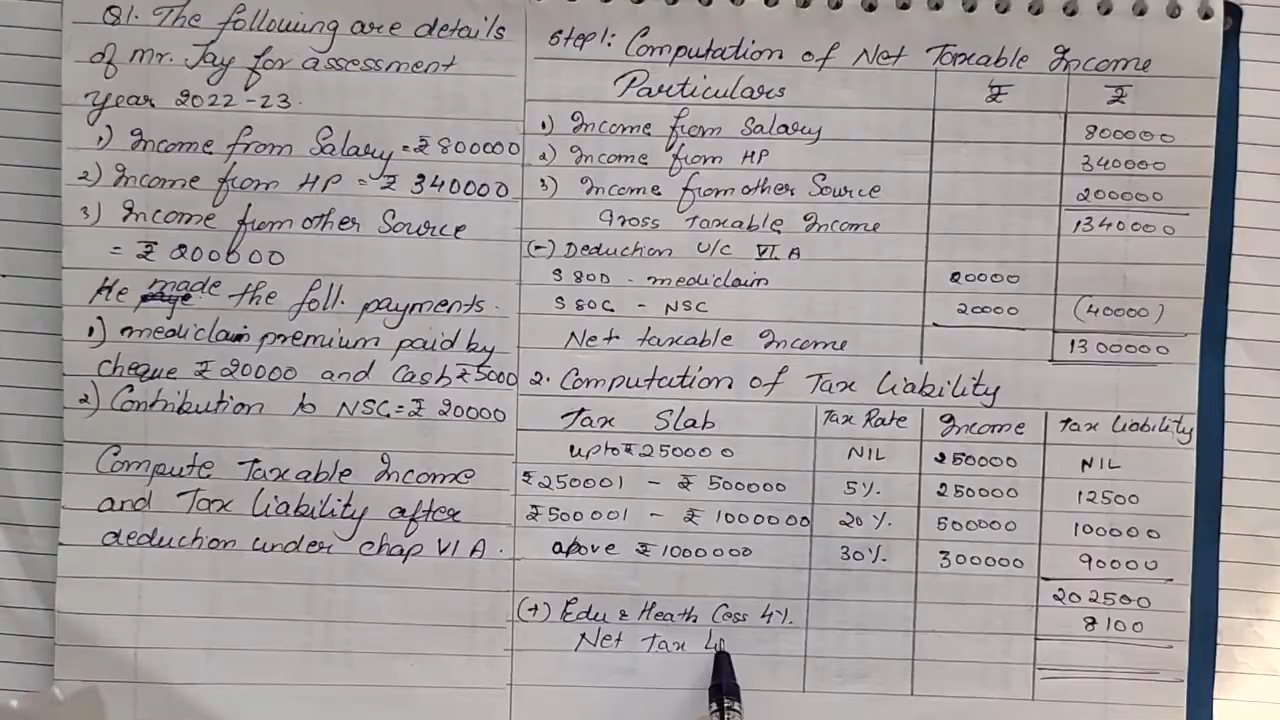 Q1. The following are details
of mr. Jay for assessment
year 2022-23.
1) Income from Salary = ₹ 800000
2) Income from HP = ₹ 340000
3) Income from other Source
= ₹ 200000
He made the foll. payments.
1) mediclaim premium paid by
cheque ₹ 20000 and Cash ₹ 5000
2) Contribution to NSC = ₹ 20000
Compute Taxable Income
and Tax Liability after
deduction under chap VI A.
Step 1: Computation of Net Taxable Income
Particulars ₹ ₹
1) Income from Salary 800000
2) Income from HP 340000
3) Income from other Source 200000
Gross Taxable Income 1340000
(-) Deduction U/C VI.A
S 80D - mediclaim 20000
S 80C - NSC 20000 (40000)
Net taxable Income 1300000
2. Computation of Tax Liability
Tax Slab Tax Rate Income Tax Liability
upto ₹ 250000 NIL 250000 NIL
₹ 250001 - ₹ 500000 5% 250000 12500
₹ 500001 - ₹ 1000000 20% 500000 100000
above ₹ 1000000 30% 300000 90000
202500
(+) Edu & Heath Cess 4% 8100
Net Tax